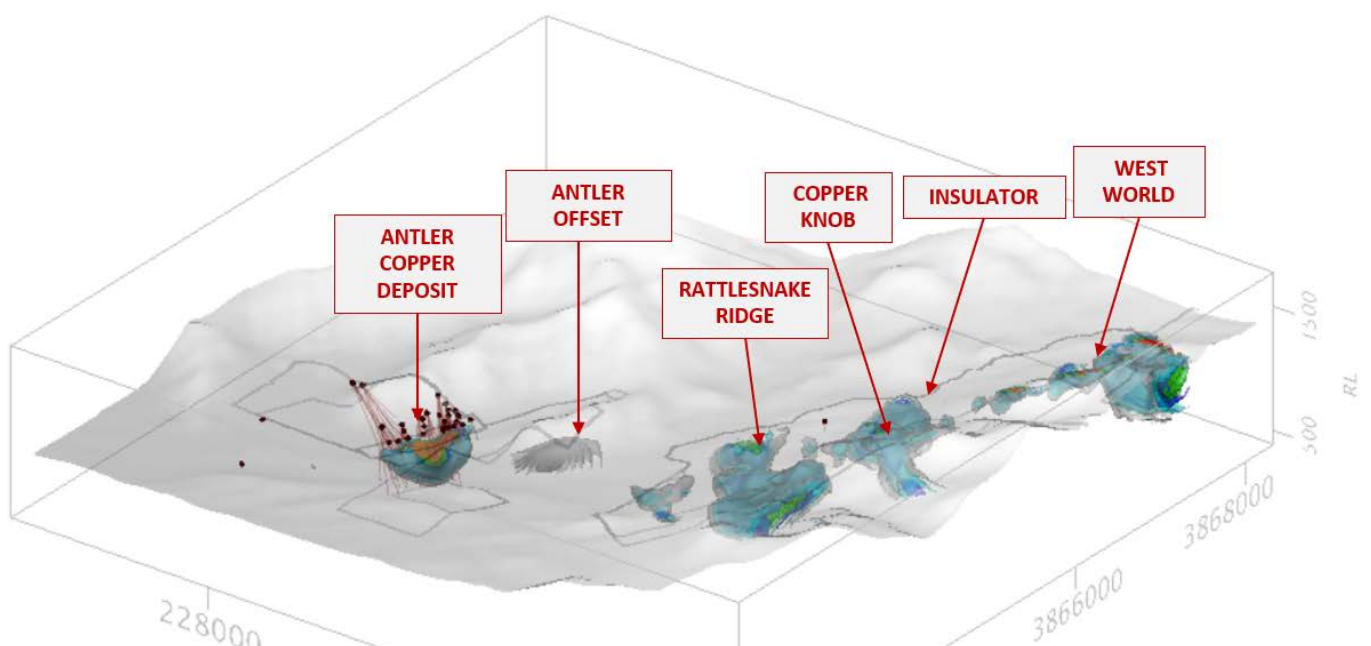 ANTLER
COPPER
DEPOSIT
ANTLER
OFFSET
RATTLESNAKE
RIDGE
COPPER
KNOB
INSULATOR
WEST
WORLD
1500
RL
500
3868000
3866000
228000